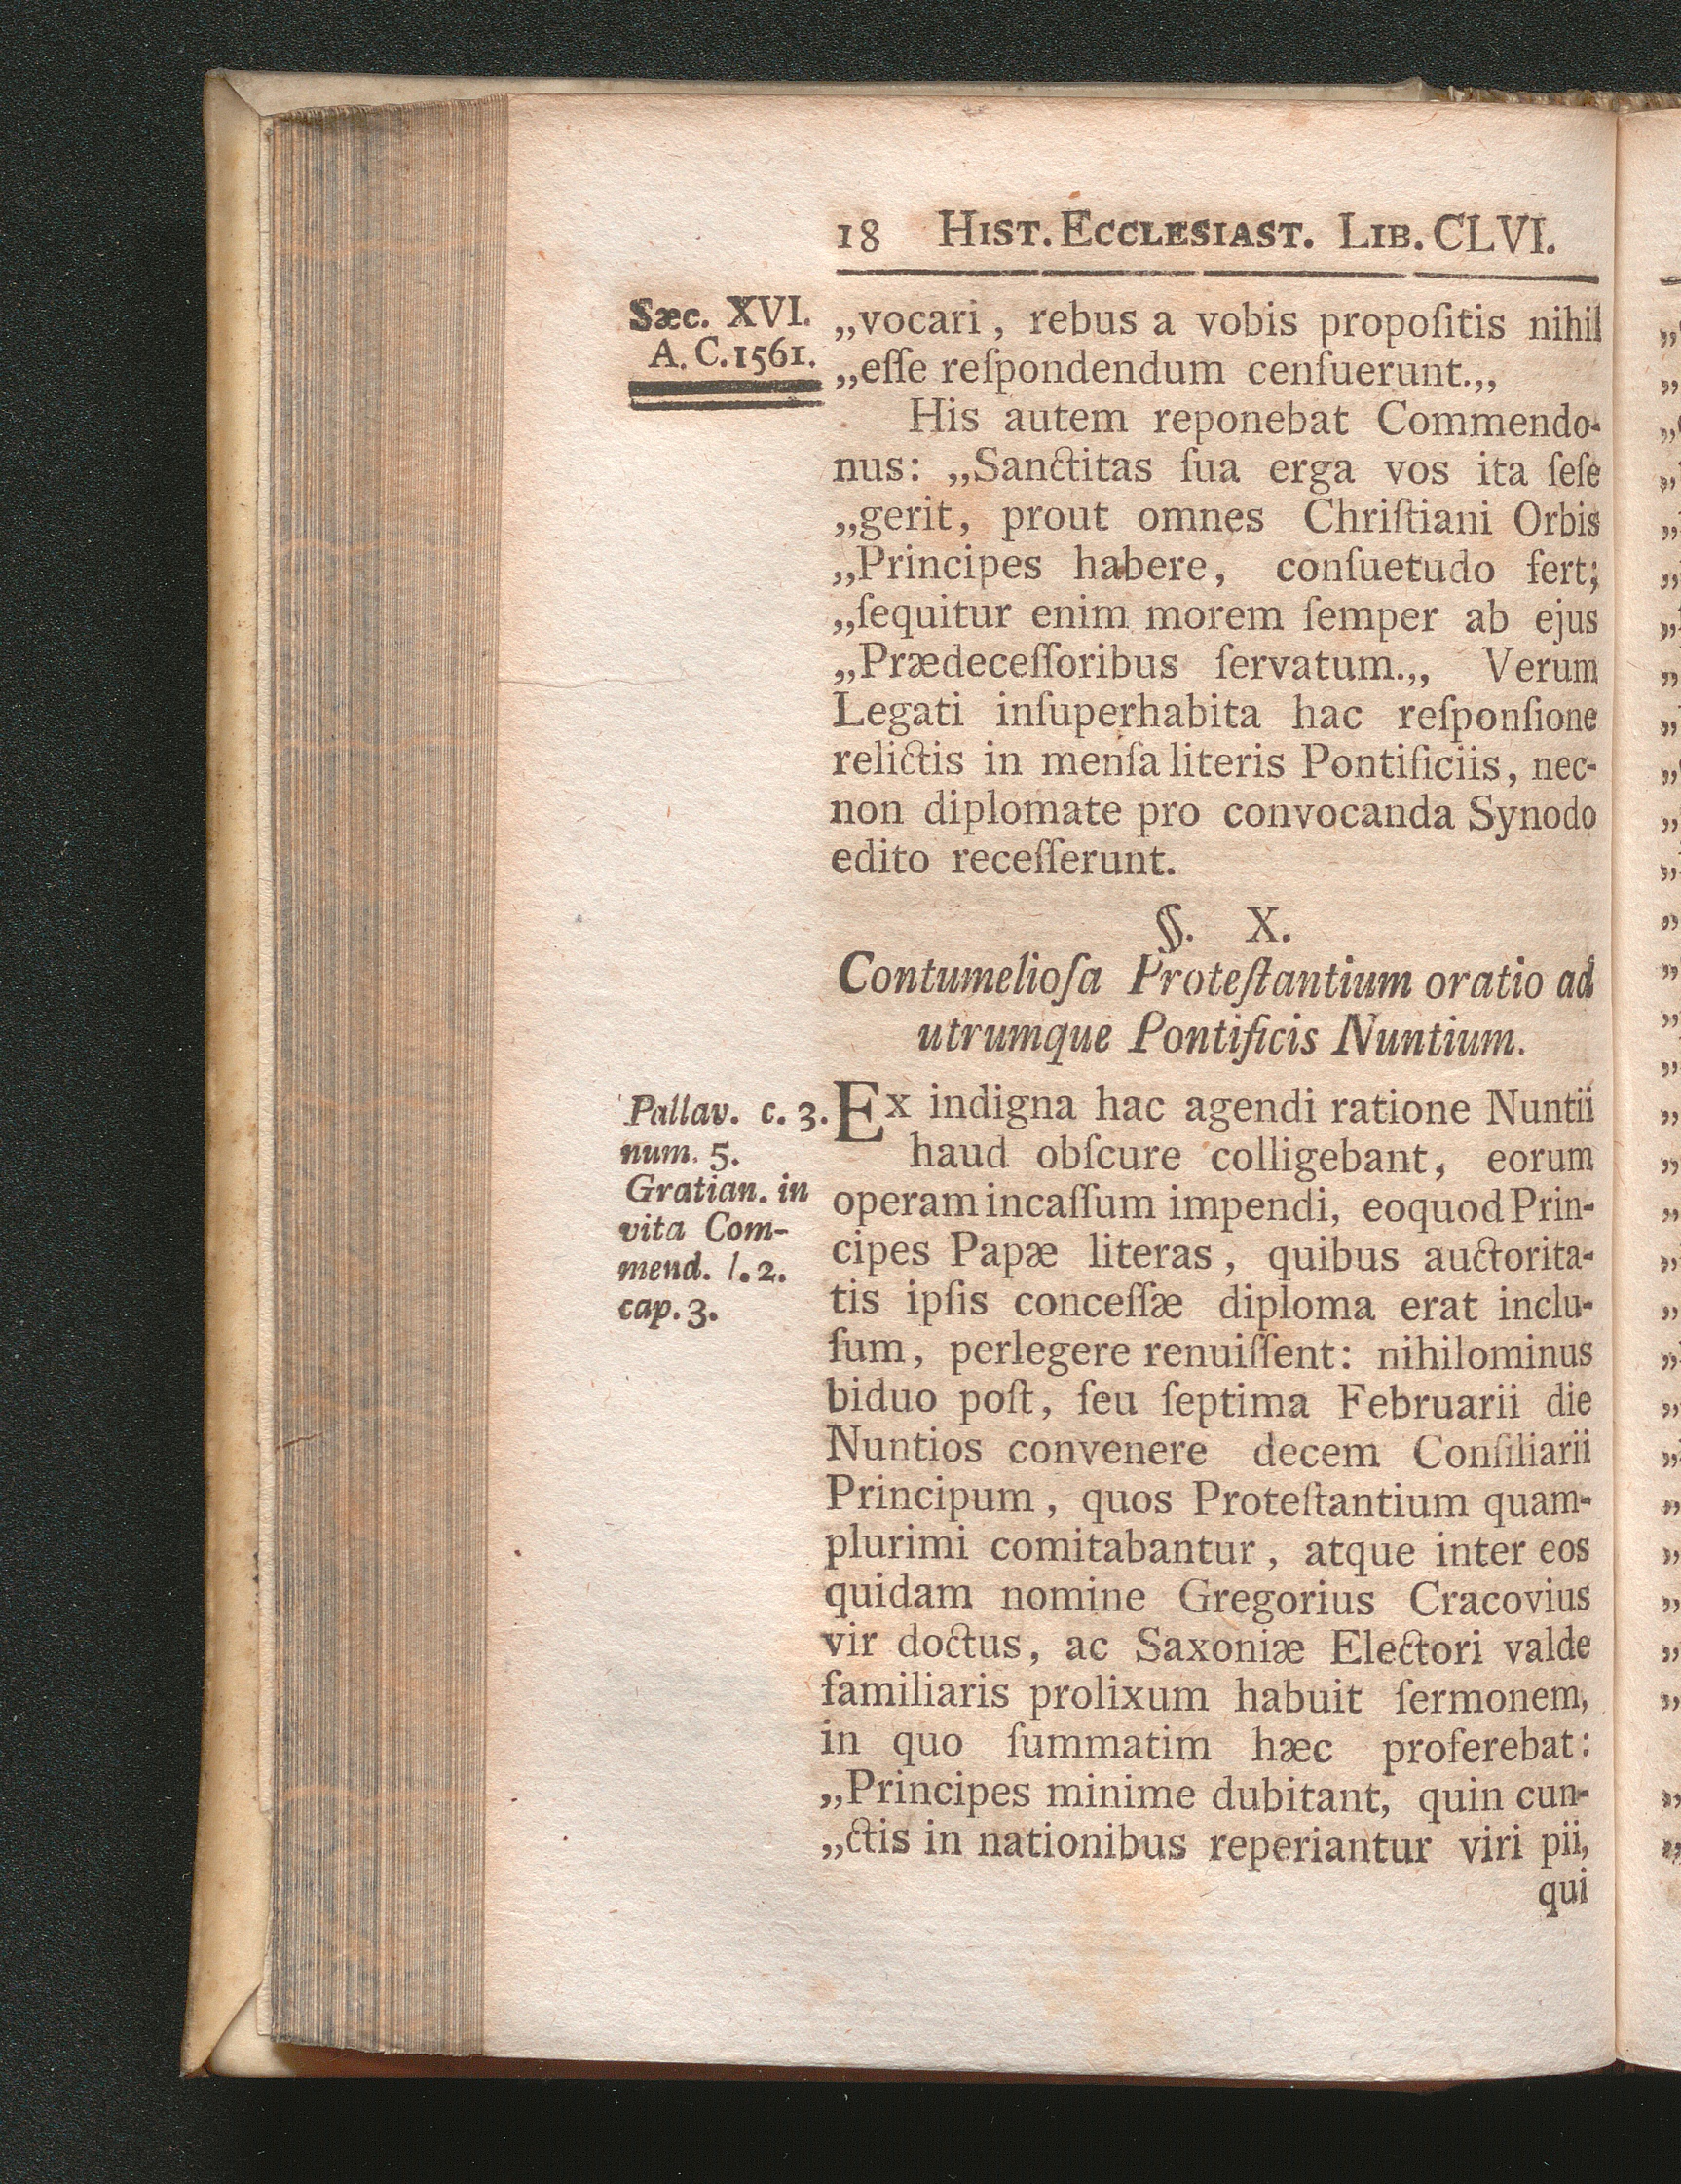 18 HIST. ECCLESIAST. LIB. CLVI.
Sæc. XVI.
A. C. 1561.
„vocari, rebus a vobis propoſitis nihil
„eſſe reſpondendum cenſuerunt.„
His autem reponebat Commendo-
nus: „Sanctitas ſua erga vos ita ſeſe
„gerit, prout omnes Chriſtiani Orbis
„Principes habere, conſuetudo fert;
„ſequitur enim morem ſemper ab ejus
„Prædeceſſoribus ſervatum.„ Verum
Legati inſuperhabita hac reſponſione
relictis in menſa literis Pontificiis, nec-
non diplomate pro convocanda Synodo
edito receſſerunt.
§. X.
Contumelioſa Proteſtantium oratio ad
utrumque Pontificis Nuntium.
Pallav. c. 3.
num. 5.
Gratian. in
vita Com-
mend. l. 2.
cap. 3.
Ex indigna hac agendi ratione Nuntii
haud obſcure colligebant, eorum
operam incaſſum impendi, eoquod Prin-
cipes Papæ literas, quibus auctorita-
tis ipſis conceſſæ diploma erat inclu-
ſum, perlegere renuiſſent: nihilominus
biduo poſt, ſeu ſeptima Februarii die
Nuntios convenere decem Conſiliarii
Principum, quos Proteſtantium quam-
plurimi comitabantur, atque inter eos
quidam nomine Gregorius Cracovius
vir doctus, ac Saxoniæ Electori valde
familiaris prolixum habuit ſermonem,
in quo ſummatim hæc proferebat:
„Principes minime dubitant, quin cun-
„ctis in nationibus reperiantur viri pii,
qui